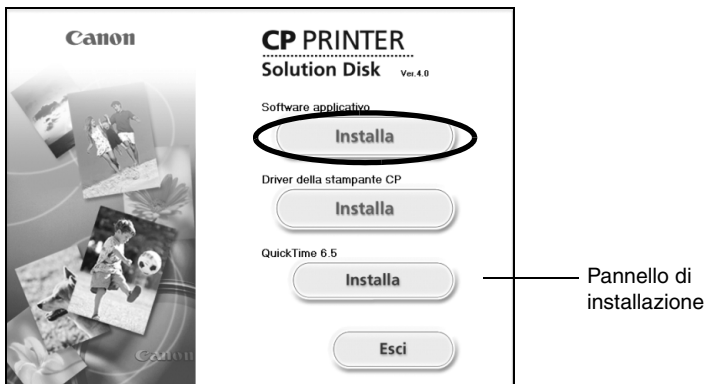 Canon
CP PRINTER
Solution Disk Ver.4.0
Software applicativo
Installa
Driver della stampante CP
Installa
QuickTime 6.5
Installa
Pannello di
installazione
Esci
Canon